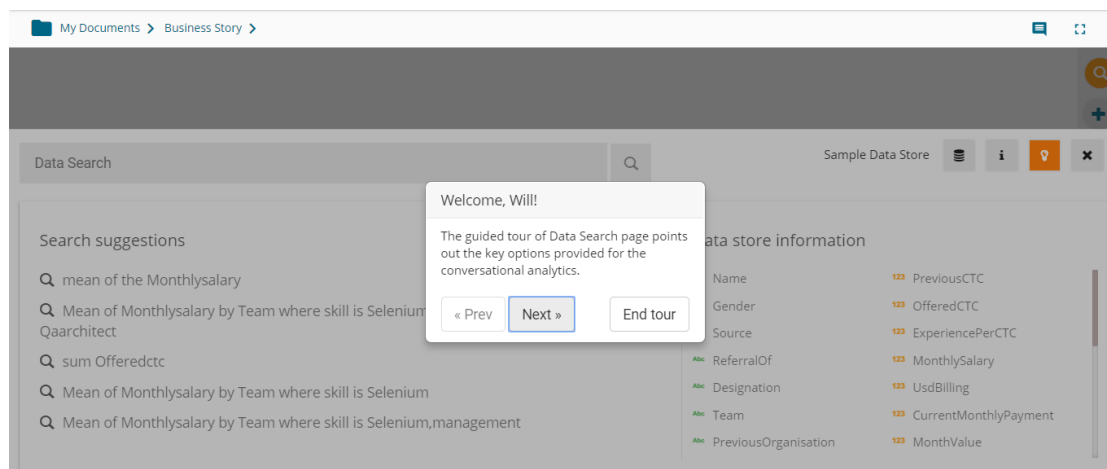 My Documents > Business Story >
Data Search
Sample Data Store
i
Welcome, Will!
The guided tour of Data Search page points
out the key options provided for the
conversational analytics.
« Prev
Next »
End tour
Search suggestions
mean of the Monthlysalary
Mean of Monthlysalary by Team where skill is Selenium
Qaarchitect
sum Offeredctc
Mean of Monthlysalary by Team where skill is Selenium
Mean of Monthlysalary by Team where skill is Selenium,management
ata store information
Name
123 PreviousCTC
Gender
123 OfferedCTC
Source
123 ExperiencePerCTC
Abc ReferralOf
123 MonthlySalary
Abc Designation
123 UsdBilling
Abc Team
123 CurrentMonthlyPayment
Abc PreviousOrganisation
123 MonthValue